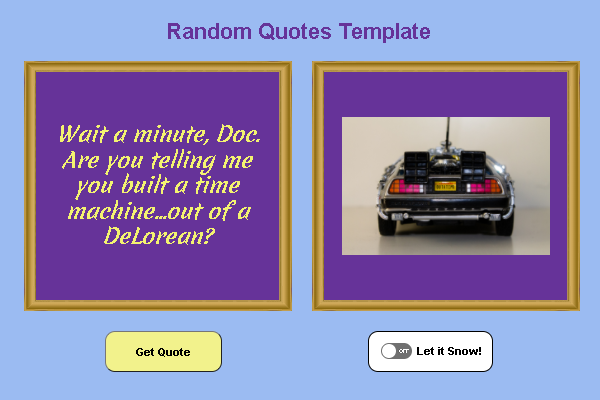 Random Quotes Template
Wait a minute, Doc.
Are you telling me
you built a time
machine...out of a
DeLorean?
Get Quote
OFF
Let it Snow!